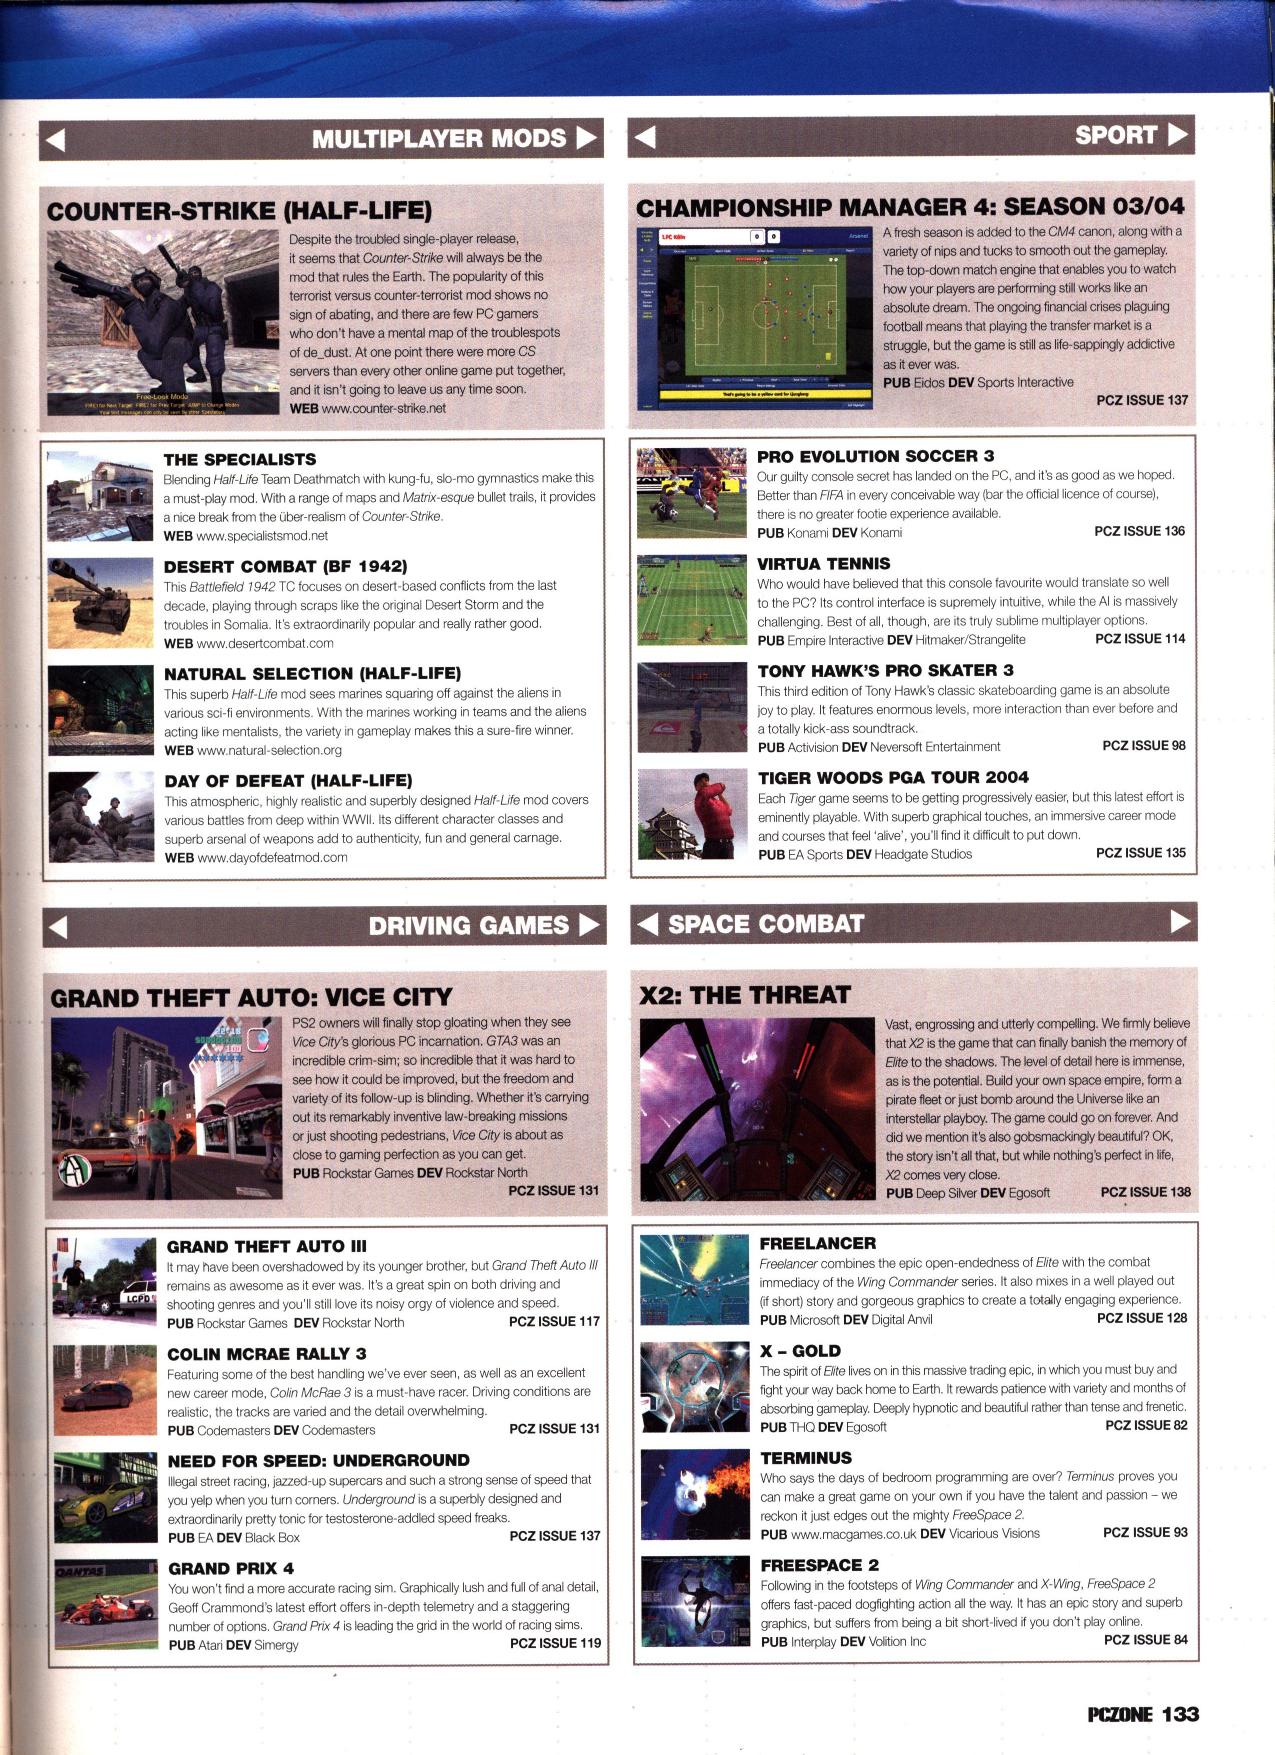 MULTIPLAYER MODS
COUNTER-STRIKE (HALF-LIFE)
Despite the troubled single-player release,
it seems that Counter-Strike will always be the
mod that rules the Earth. The popularity of this
terrorist versus counter-terrorist mod shows no
sign of abating, and there are few PC gamers
who don't have a mental map of the troublespots
of de_dust. At one point there were more CS
servers than every other online game put together,
and it isn't going to leave us any time soon.
WEB www.counter-strike.net
Free-Look Mode
THE SPECIALISTS
Blending Half-Life Team Deathmatch with kung-fu, slo-mo gymnastics make this
a must-play mod. With a range of maps and Matrix-esque bullet trails, it provides
a nice break from the über-realism of Counter-Strike.
WEB www.specialistsmod.net
DESERT COMBAT (BF 1942)
This Battlefield 1942 TC focuses on desert-based conflicts from the last
decade, playing through scraps like the original Desert Storm and the
troubles in Somalia. It's extraordinarily popular and really rather good.
WEB www.desertcombat.com
NATURAL SELECTION (HALF-LIFE)
This superb Half-Life mod sees marines squaring off against the aliens in
various sci-fi environments. With the marines working in teams and the aliens
acting like mentalists, the variety in gameplay makes this a sure-fire winner.
WEB www.natural-selection.org
DAY OF DEFEAT (HALF-LIFE)
This atmospheric, highly realistic and superbly designed Half-Life mod covers
various battles from deep within WWII. Its different character classes and
superb arsenal of weapons add to authenticity, fun and general carnage.
WEB www.dayofdefeatmod.com
SPORT
CHAMPIONSHIP MANAGER 4: SEASON 03/04
1.FC Köln 0 0 Arsenal
That's going to be a yellow card for Ljungberg
A fresh season is added to the CM4 canon, along with a
variety of nips and tucks to smooth out the gameplay.
The top-down match engine that enables you to watch
how your players are performing still works like an
absolute dream. The ongoing financial crises plaguing
football means that playing the transfer market is a
struggle, but the game is still as life-sappingly addictive
as it ever was.
PUB Eidos DEV Sports Interactive
PCZ ISSUE 137
PRO EVOLUTION SOCCER 3
Our guilty console secret has landed on the PC, and it's as good as we hoped.
Better than FIFA in every conceivable way (bar the official licence of course),
there is no greater footie experience available.
PUB Konami DEV Konami PCZ ISSUE 136
VIRTUA TENNIS
Who would have believed that this console favourite would translate so well
to the PC? Its control interface is supremely intuitive, while the AI is massively
challenging. Best of all, though, are its truly sublime multiplayer options.
PUB Empire Interactive DEV Hitmaker/Strangelite PCZ ISSUE 114
TONY HAWK'S PRO SKATER 3
This third edition of Tony Hawk's classic skateboarding game is an absolute
joy to play. It features enormous levels, more interaction than ever before and
a totally kick-ass soundtrack.
PUB Activision DEV Neversoft Entertainment PCZ ISSUE 98
TIGER WOODS PGA TOUR 2004
Each Tiger game seems to be getting progressively easier, but this latest effort is
eminently playable. With superb graphical touches, an immersive career mode
and courses that feel 'alive', you'll find it difficult to put down.
PUB EA Sports DEV Headgate Studios PCZ ISSUE 135
DRIVING GAMES
GRAND THEFT AUTO: VICE CITY
PS2 owners will finally stop gloating when they see
Vice City's glorious PC incarnation. GTA3 was an
incredible crim-sim; so incredible that it was hard to
see how it could be improved, but the freedom and
variety of its follow-up is blinding. Whether it's carrying
out its remarkably inventive law-breaking missions
or just shooting pedestrians, Vice City is about as
close to gaming perfection as you can get.
PUB Rockstar Games DEV Rockstar North
PCZ ISSUE 131
GRAND THEFT AUTO III
It may have been overshadowed by its younger brother, but Grand Theft Auto III
remains as awesome as it ever was. It's a great spin on both driving and
shooting genres and you'll still love its noisy orgy of violence and speed.
PUB Rockstar Games DEV Rockstar North PCZ ISSUE 117
LCPD
COLIN MCRAE RALLY 3
Featuring some of the best handling we've ever seen, as well as an excellent
new career mode, Colin McRae 3 is a must-have racer. Driving conditions are
realistic, the tracks are varied and the detail overwhelming.
PUB Codemasters DEV Codemasters PCZ ISSUE 131
NEED FOR SPEED: UNDERGROUND
Illegal street racing, jazzed-up supercars and such a strong sense of speed that
you yelp when you turn corners. Underground is a superbly designed and
extraordinarily pretty tonic for testosterone-addled speed freaks.
PUB EA DEV Black Box PCZ ISSUE 137
GRAND PRIX 4
QANTAS
You won't find a more accurate racing sim. Graphically lush and full of anal detail,
Geoff Crammond's latest effort offers in-depth telemetry and a staggering
number of options. Grand Prix 4 is leading the grid in the world of racing sims.
PUB Atari DEV Simergy PCZ ISSUE 119
SPACE COMBAT
X2: THE THREAT
Vast, engrossing and utterly compelling. We firmly believe
that X2 is the game that can finally banish the memory of
Elite to the shadows. The level of detail here is immense,
as is the potential. Build your own space empire, form a
pirate fleet or just bomb around the Universe like an
interstellar playboy. The game could go on forever. And
did we mention it's also gobsmackingly beautiful? OK,
the story isn't all that, but while nothing's perfect in life,
X2 comes very close.
PUB Deep Silver DEV Egosoft PCZ ISSUE 138
FREELANCER
Freelancer combines the epic open-endedness of Elite with the combat
immediacy of the Wing Commander series. It also mixes in a well played out
(if short) story and gorgeous graphics to create a totally engaging experience.
PUB Microsoft DEV Digital Anvil PCZ ISSUE 128
X – GOLD
The spirit of Elite lives on in this massive trading epic, in which you must buy and
fight your way back home to Earth. It rewards patience with variety and months of
absorbing gameplay. Deeply hypnotic and beautiful rather than tense and frenetic.
PUB THQ DEV Egosoft PCZ ISSUE 82
TERMINUS
Who says the days of bedroom programming are over? Terminus proves you
can make a great game on your own if you have the talent and passion – we
reckon it just edges out the mighty FreeSpace 2.
PUB www.macgames.co.uk DEV Vicarious Visions PCZ ISSUE 93
FREESPACE 2
Following in the footsteps of Wing Commander and X-Wing, FreeSpace 2
offers fast-paced dogfighting action all the way. It has an epic story and superb
graphics, but suffers from being a bit short-lived if you don't play online.
PUB Interplay DEV Volition Inc PCZ ISSUE 84
PCZONE 133